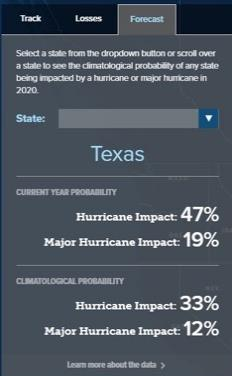 Track Losses Forecast
Select a state from the dropdown button or scroll over
a state to see the climatological probability of any state
being impacted by a hurricane or major hurricane in
2020.
State:
Texas
CURRENT YEAR PROBABILITY
Hurricane Impact: 47%
Major Hurricane Impact: 19%
CLIMATOLOGICAL PROBABILITY
Hurricane Impact: 33%
Major Hurricane Impact: 12%
Learn more about the data >